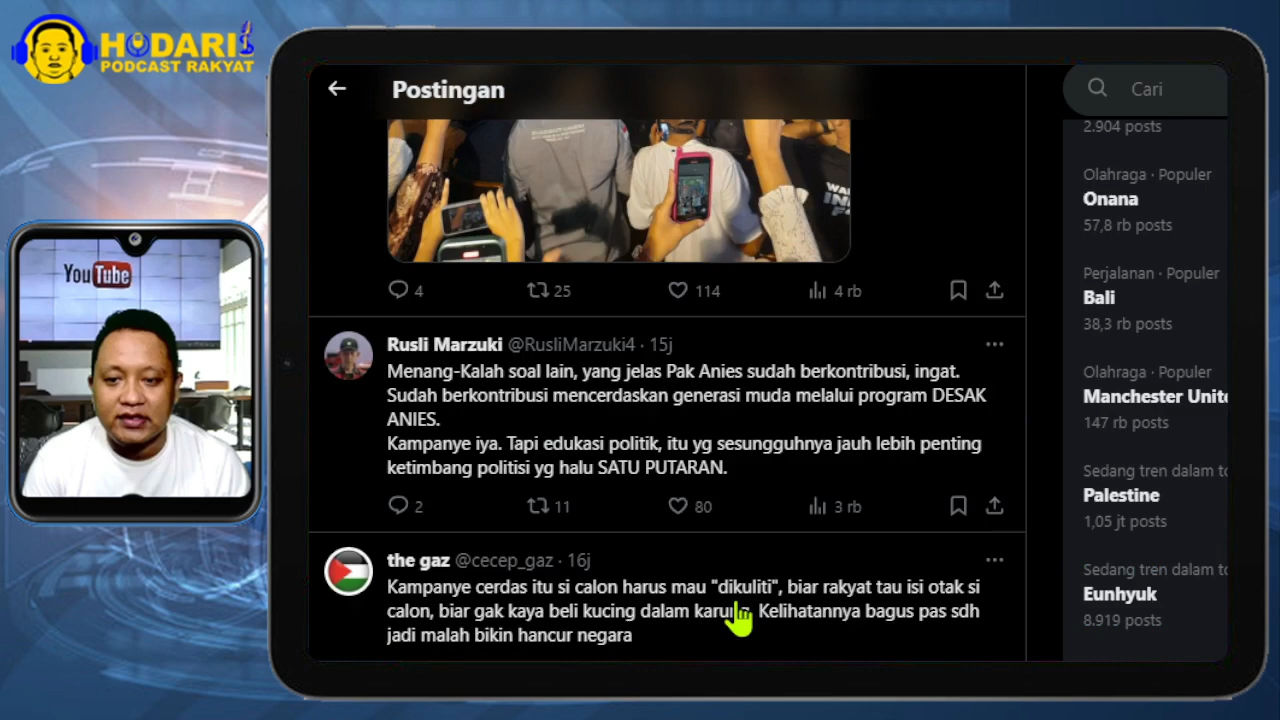 HODARI
PODCAST RAKYAT
YouTube
Postingan
4
25
114
4 rb
Rusli Marzuki @RusliMarzuki4 · 15j
Menang-Kalah soal lain, yang jelas Pak Anies sudah berkontribusi, ingat.
Sudah berkontribusi mencerdaskan generasi muda melalui program DESAK
ANIES.
Kampanye iya. Tapi edukasi politik, itu yg sesungguhnya jauh lebih penting
ketimbang politisi yg halu SATU PUTARAN.
2
11
80
3 rb
the gaz @cecep_gaz · 16j
Kampanye cerdas itu si calon harus mau "dikuliti", biar rakyat tau isi otak si
calon, biar gak kaya beli kucing dalam karung. Kelihatannya bagus pas sdh
jadi malah bikin hancur negara
Cari
2.904 posts
Olahraga · Populer
Onana
57,8 rb posts
Perjalanan · Populer
Bali
38,3 rb posts
Olahraga · Populer
Manchester Unit
147 rb posts
Sedang tren dalam to
Palestine
1,05 jt posts
Sedang tren dalam to
Eunhyuk
8.919 posts